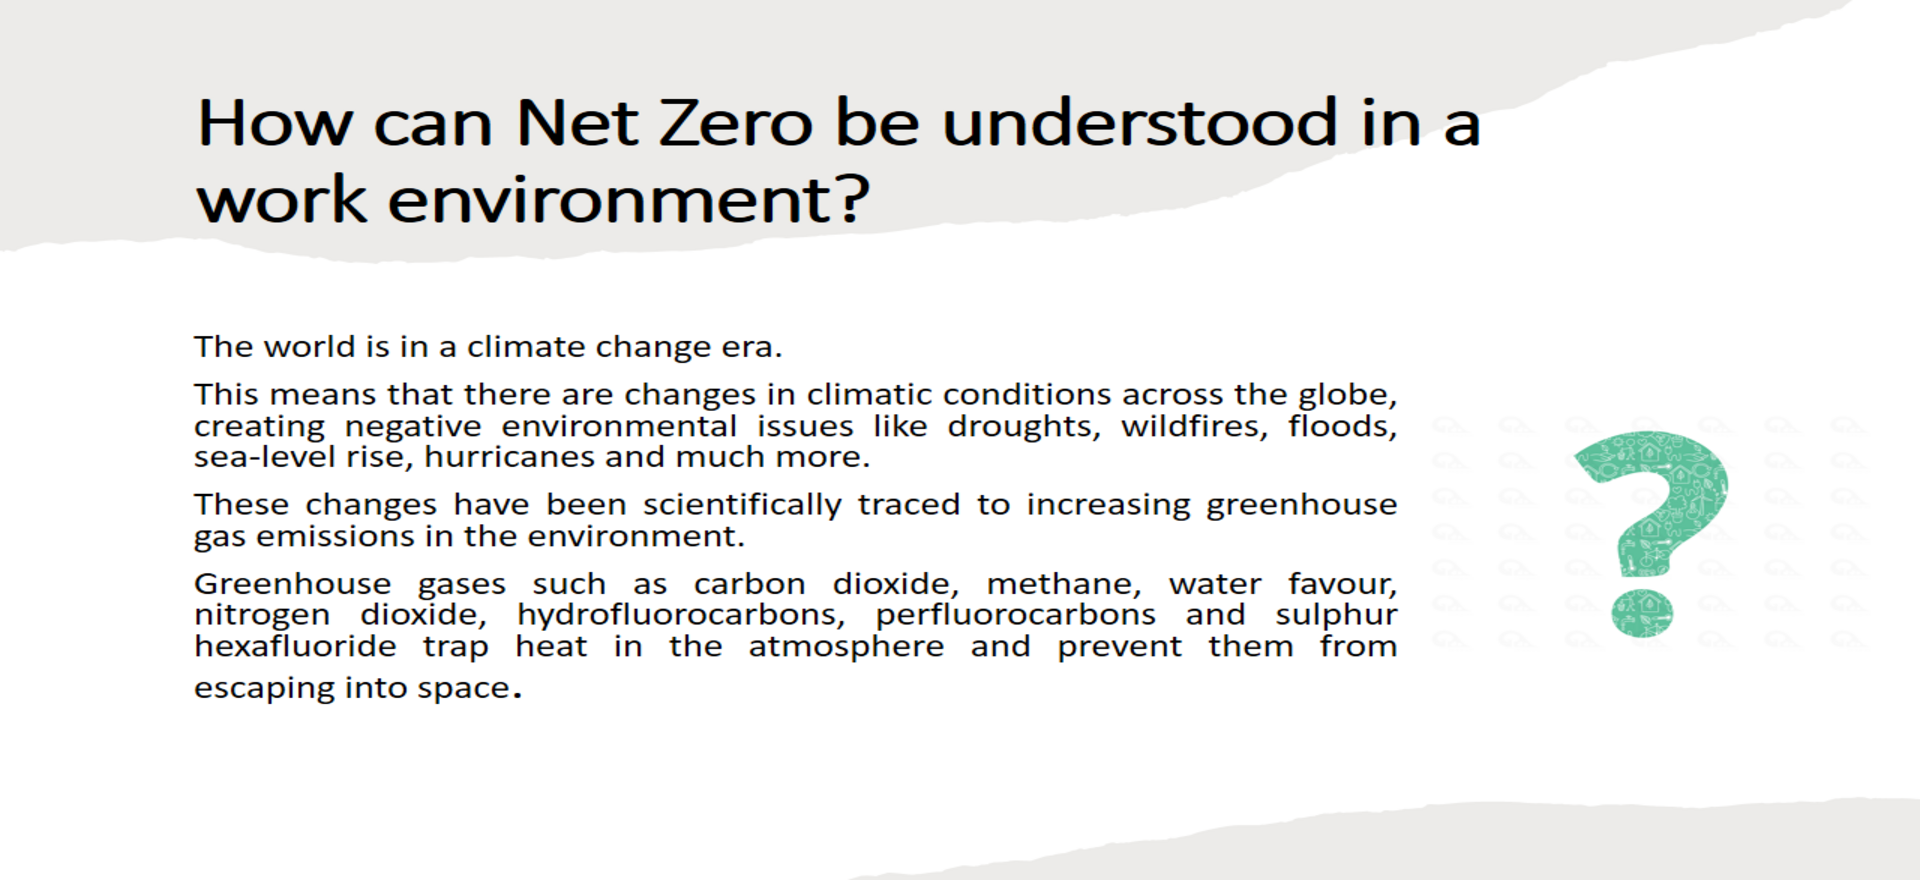 How can Net Zero be understood in a
work environment?
The world is in a climate change era.
This means that there are changes in climatic conditions across the globe,
creating negative environmental issues like droughts, wildfires, floods,
sea-level rise, hurricanes and much more.
These changes have been scientifically traced to increasing greenhouse
gas emissions in the environment.
Greenhouse gases such as carbon dioxide, methane, water favour,
nitrogen dioxide, hydrofluorocarbons, perfluorocarbons and sulphur
hexafluoride trap heat in the atmosphere and prevent them from
escaping into space.
?